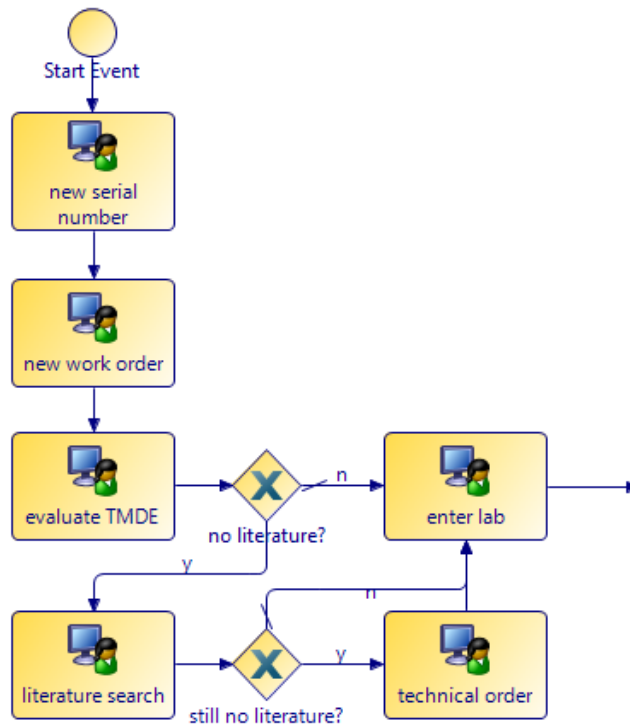 Start Event
new serial
number
new work order
evaluate TMDE
no literature?
n
enter lab
y
n
literature search
still no literature?
y
technical order